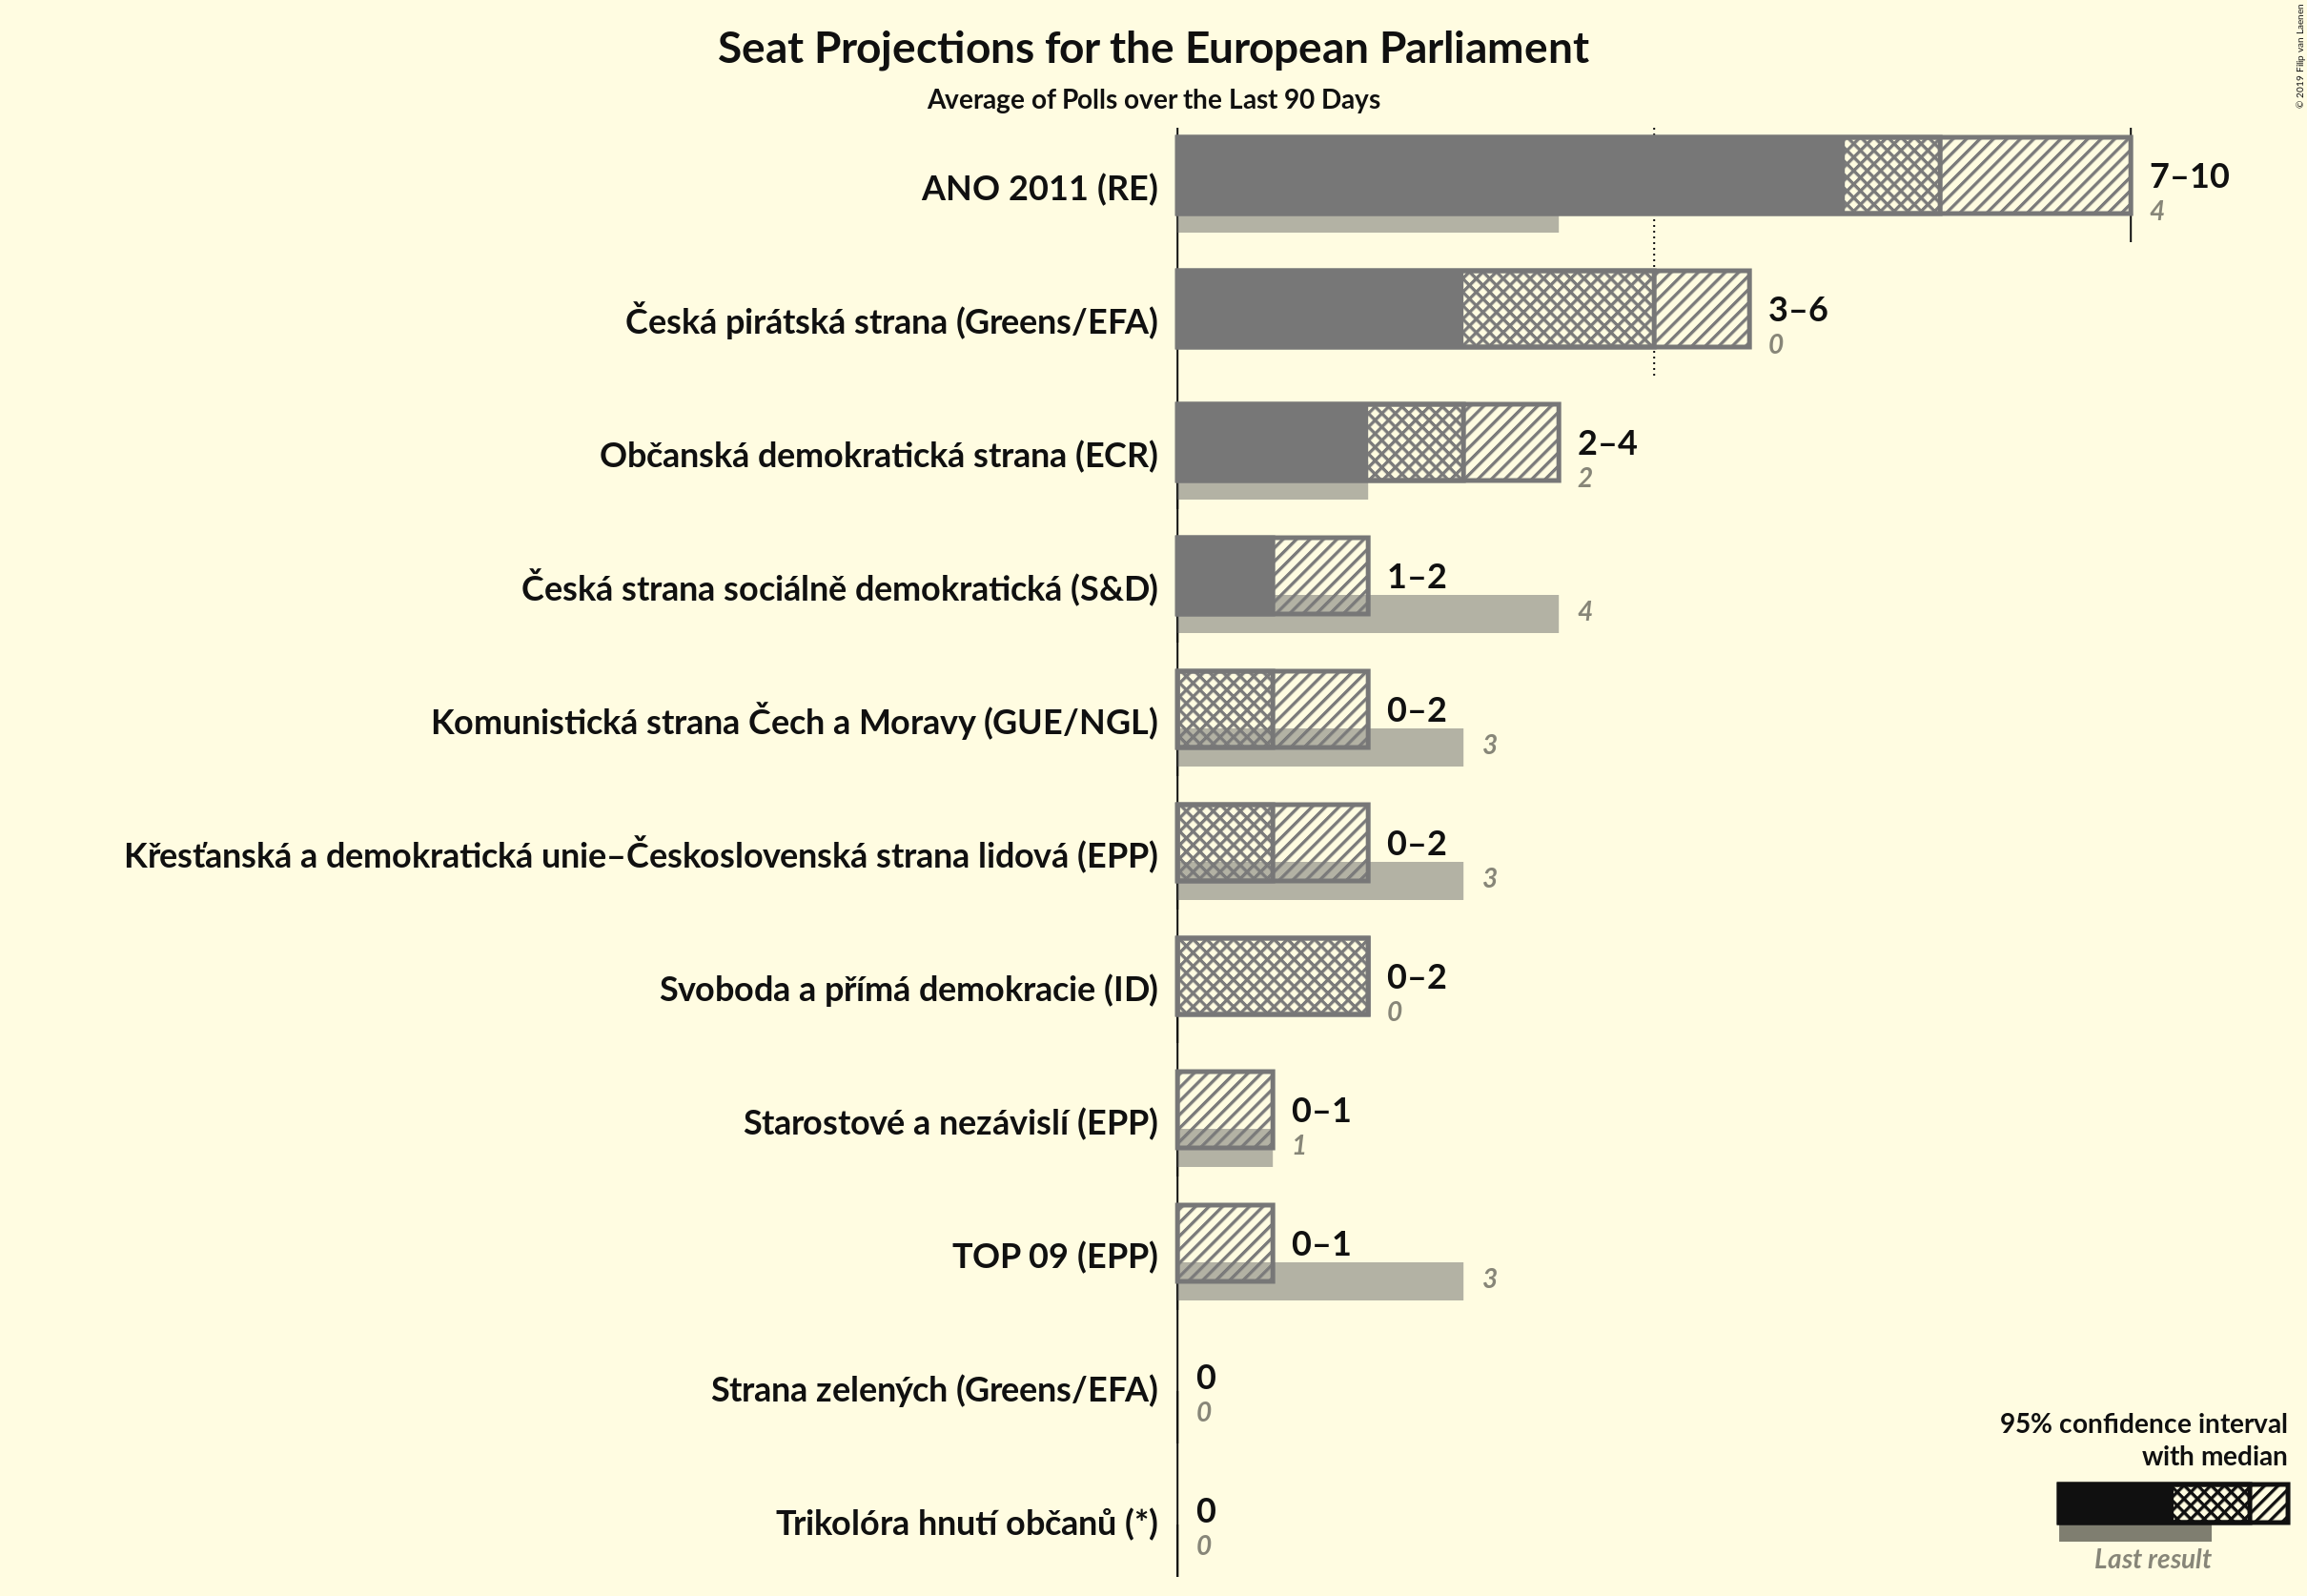 Seat Projections for the European Parliament
Average of Polls over the Last 90 Days
© 2019 Filip van Laenen
ANO 2011 (RE)
7–10
4
Česká pirátská strana (Greens/EFA)
3–6
0
Občanská demokratická strana (ECR)
2–4
2
Česká strana sociálně demokratická (S&D)
1–2
4
Komunistická strana Čech a Moravy (GUE/NGL)
0–2
3
Křesťanská a demokratická unie–Československá strana lidová (EPP)
0–2
3
Svoboda a přímá demokracie (ID)
0–2
0
Starostové a nezávislí (EPP)
0–1
1
TOP 09 (EPP)
0–1
3
Strana zelených (Greens/EFA)
0
0
Trikolóra hnutí občanů (*)
0
0
95% confidence interval
with median
Last result